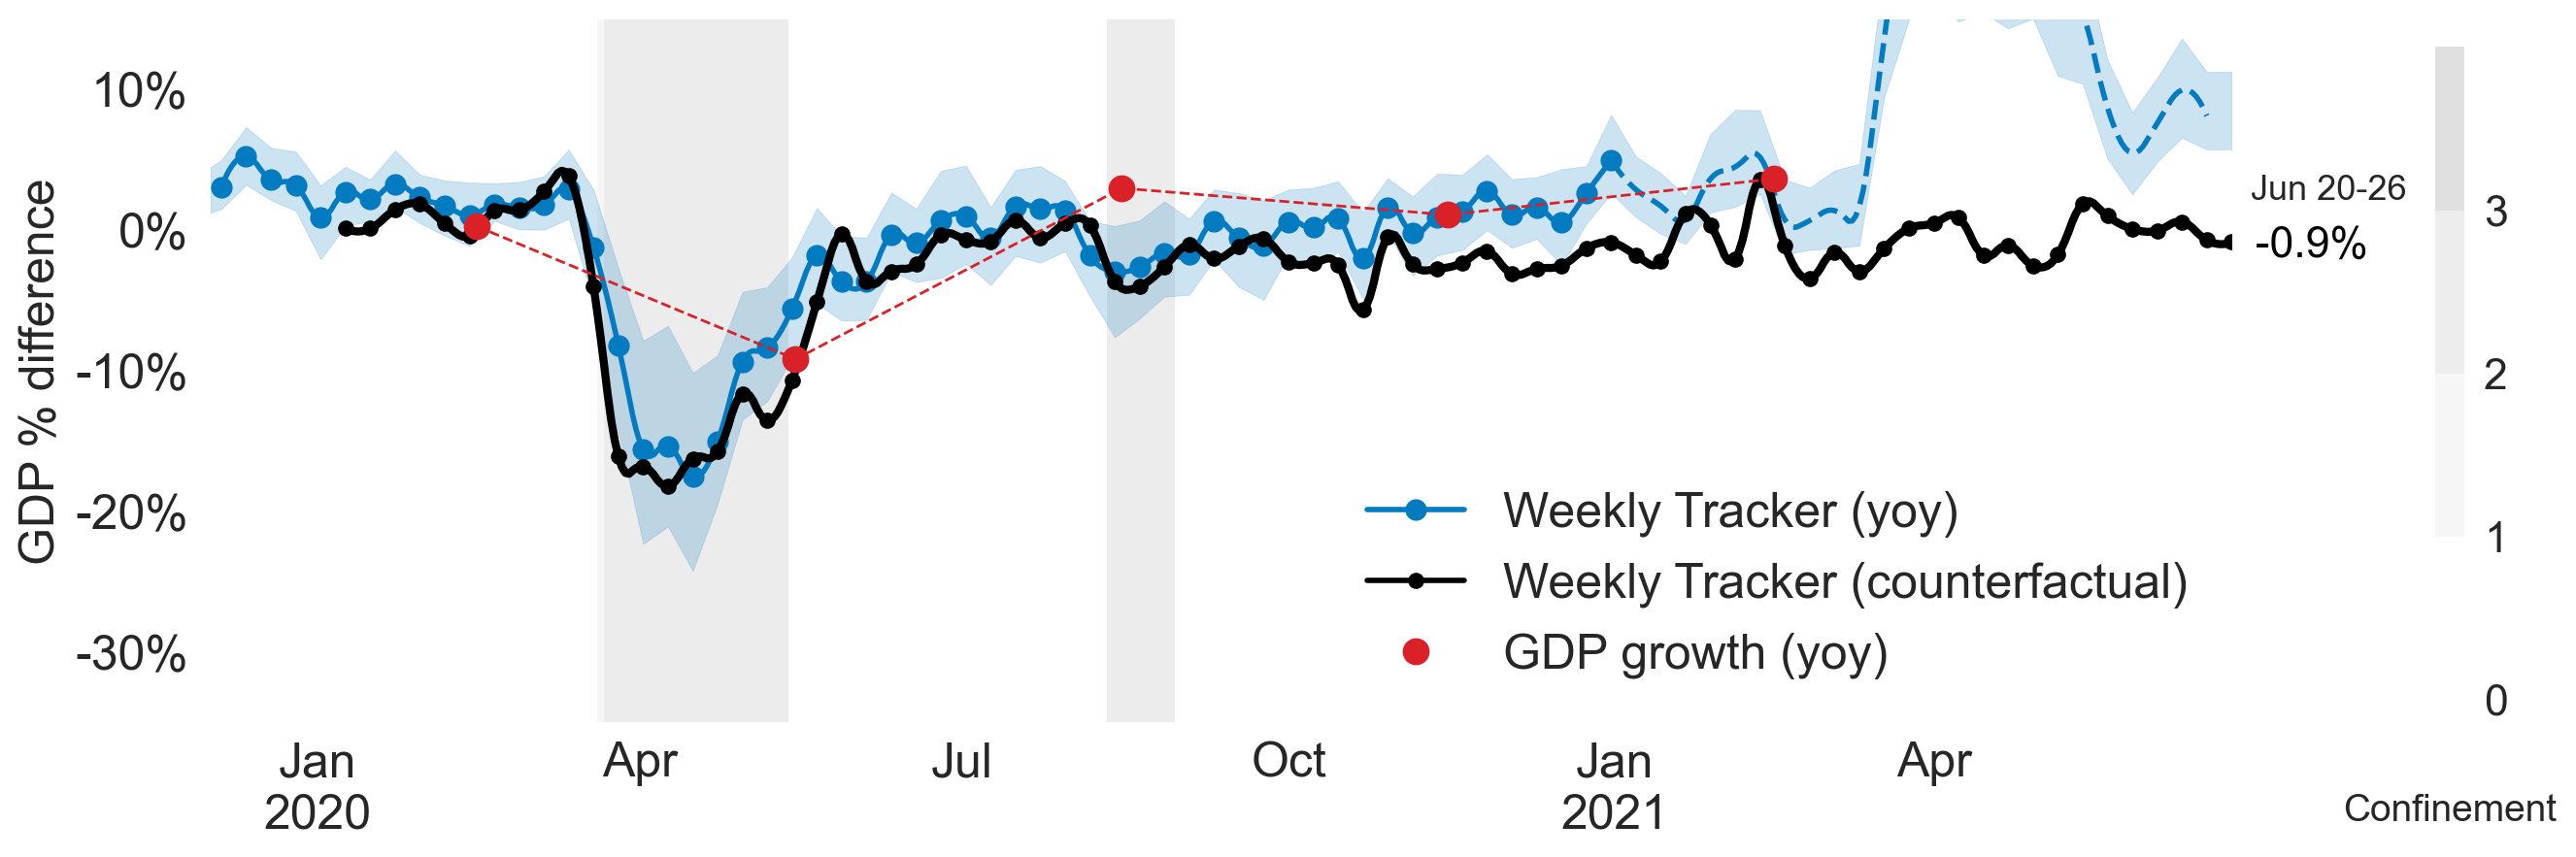 GDP % difference
10%
0%
-10%
-20%
-30%
Jun 20-26
-0.9%
Weekly Tracker (yoy)
Weekly Tracker (counterfactual)
GDP growth (yoy)
3
2
1
0
Jan
2020
Apr
Jul
Oct
Jan
2021
Apr
Confinement